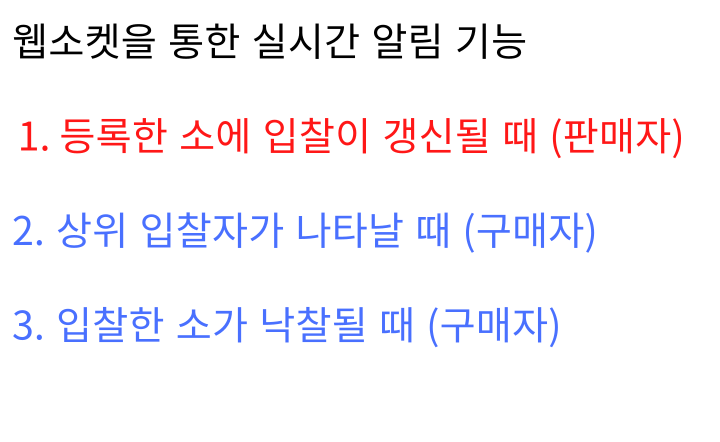 웹소켓을 통한 실시간 알림 기능
1. 등록한 소에 입찰이 갱신될 때 (판매자)
2. 상위 입찰자가 나타날 때 (구매자)
3. 입찰한 소가 낙찰될 때 (구매자)